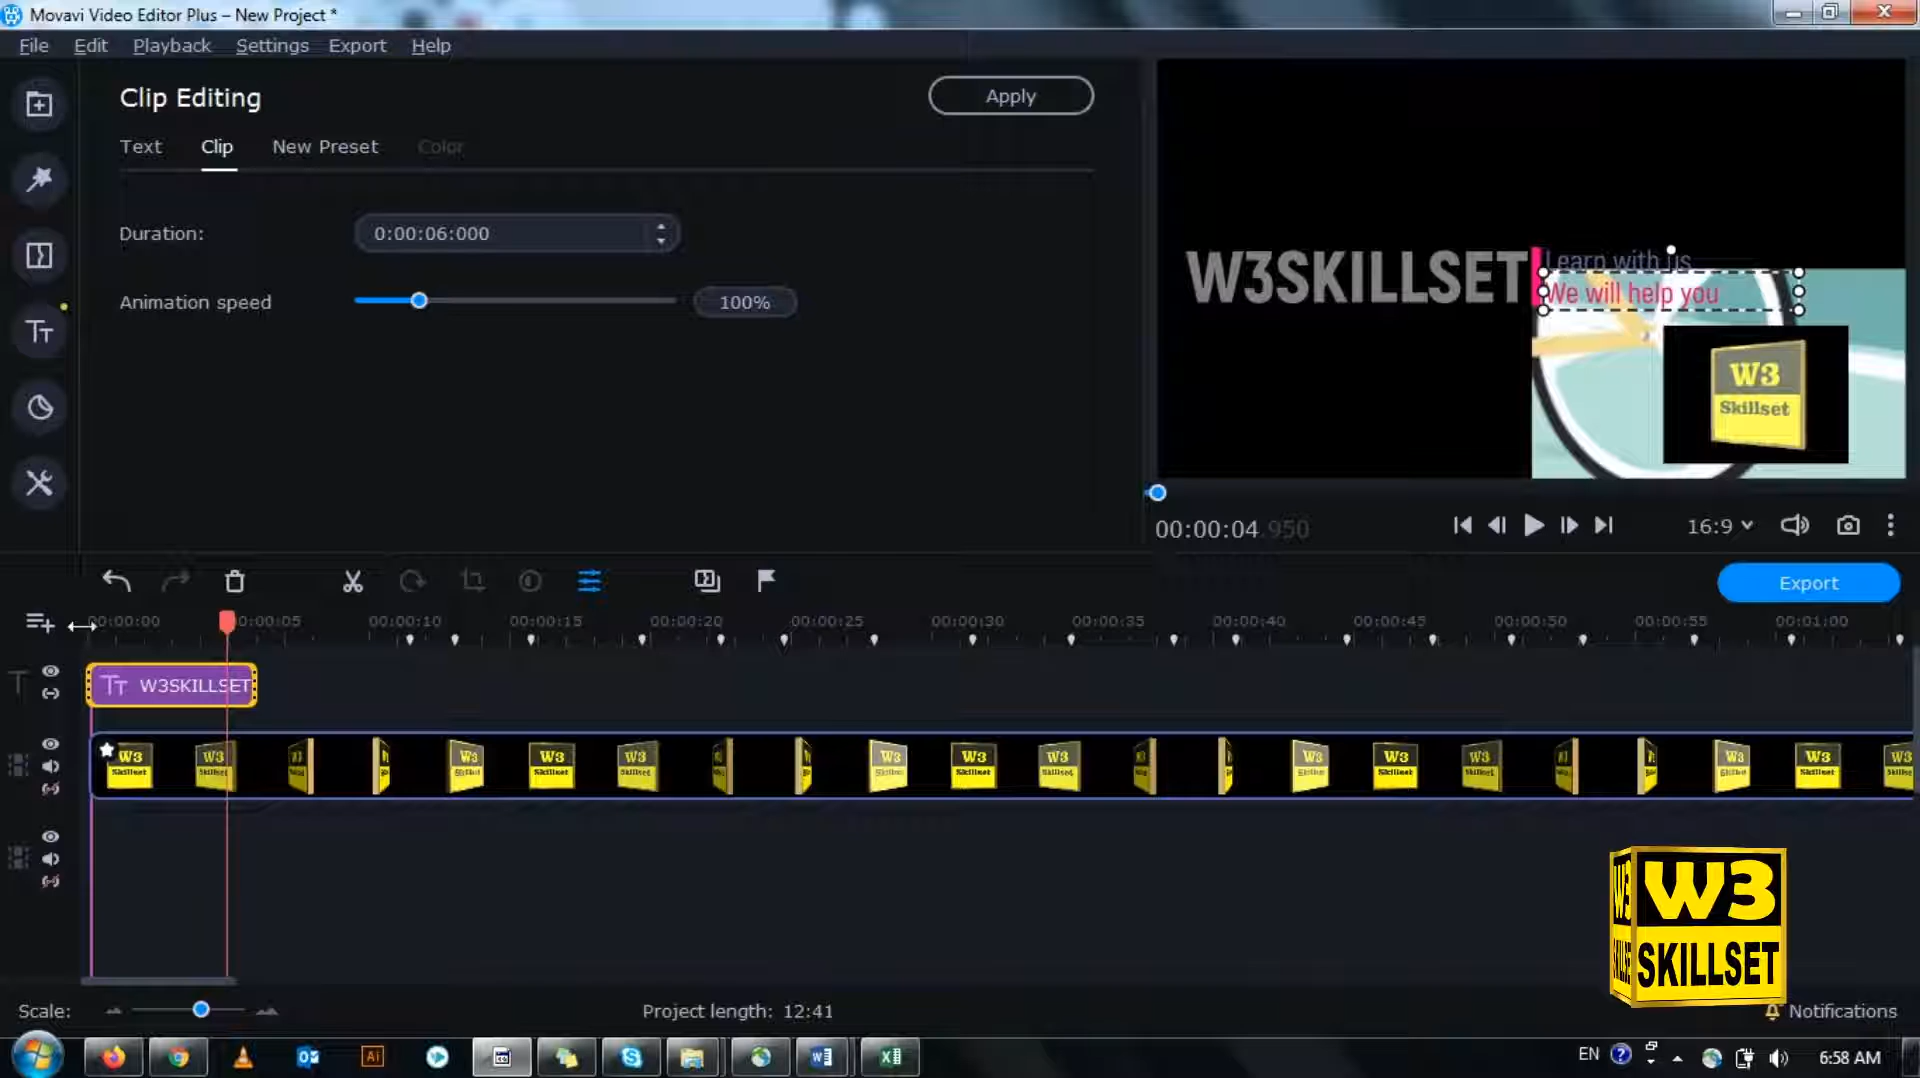 Movavi Video Editor Plus – New Project *
File Edit Playback Settings Export Help
Clip Editing
Apply
Text Clip New Preset Color
Duration: 0:00:06:000
Animation speed 100%
W3SKILLSET
Learn with us
We will help you
W3
Skillset
00:00:04.950
16:9
Export
00:00:00 0:00:05 00:00:10 00:00:15 00:00:20 00:00:25 00:00:30 00:00:35 00:00:40 00:00:45 00:00:50 00:00:55 00:01:00
W3SKILLSET
W3
Skillset
W3
SKILLSET
Scale:
Project length: 12:41
Notifications
EN
6:58 AM